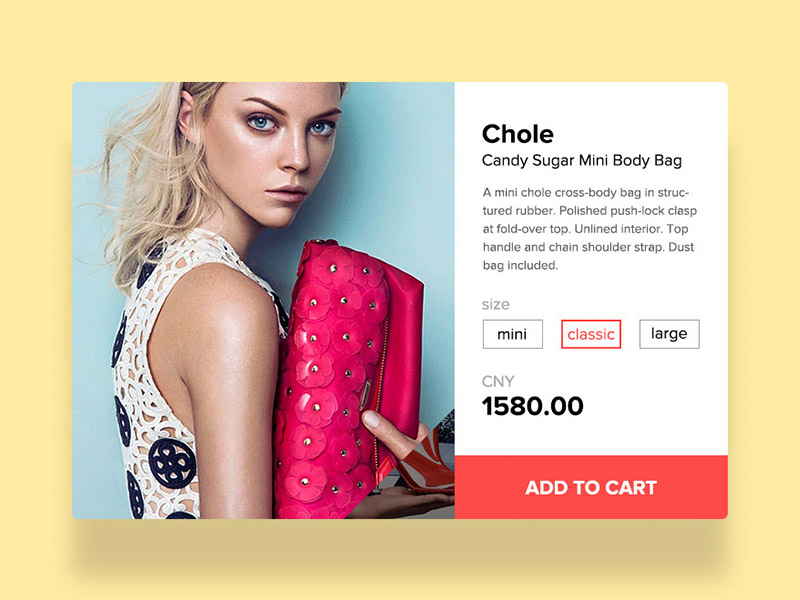 Chole
Candy Sugar Mini Body Bag
A mini chole cross-body bag in struc-
tured rubber. Polished push-lock clasp
at fold-over top. Unlined interior. Top
handle and chain shoulder strap. Dust
bag included.
size
mini classic large
CNY
1580.00
ADD TO CART